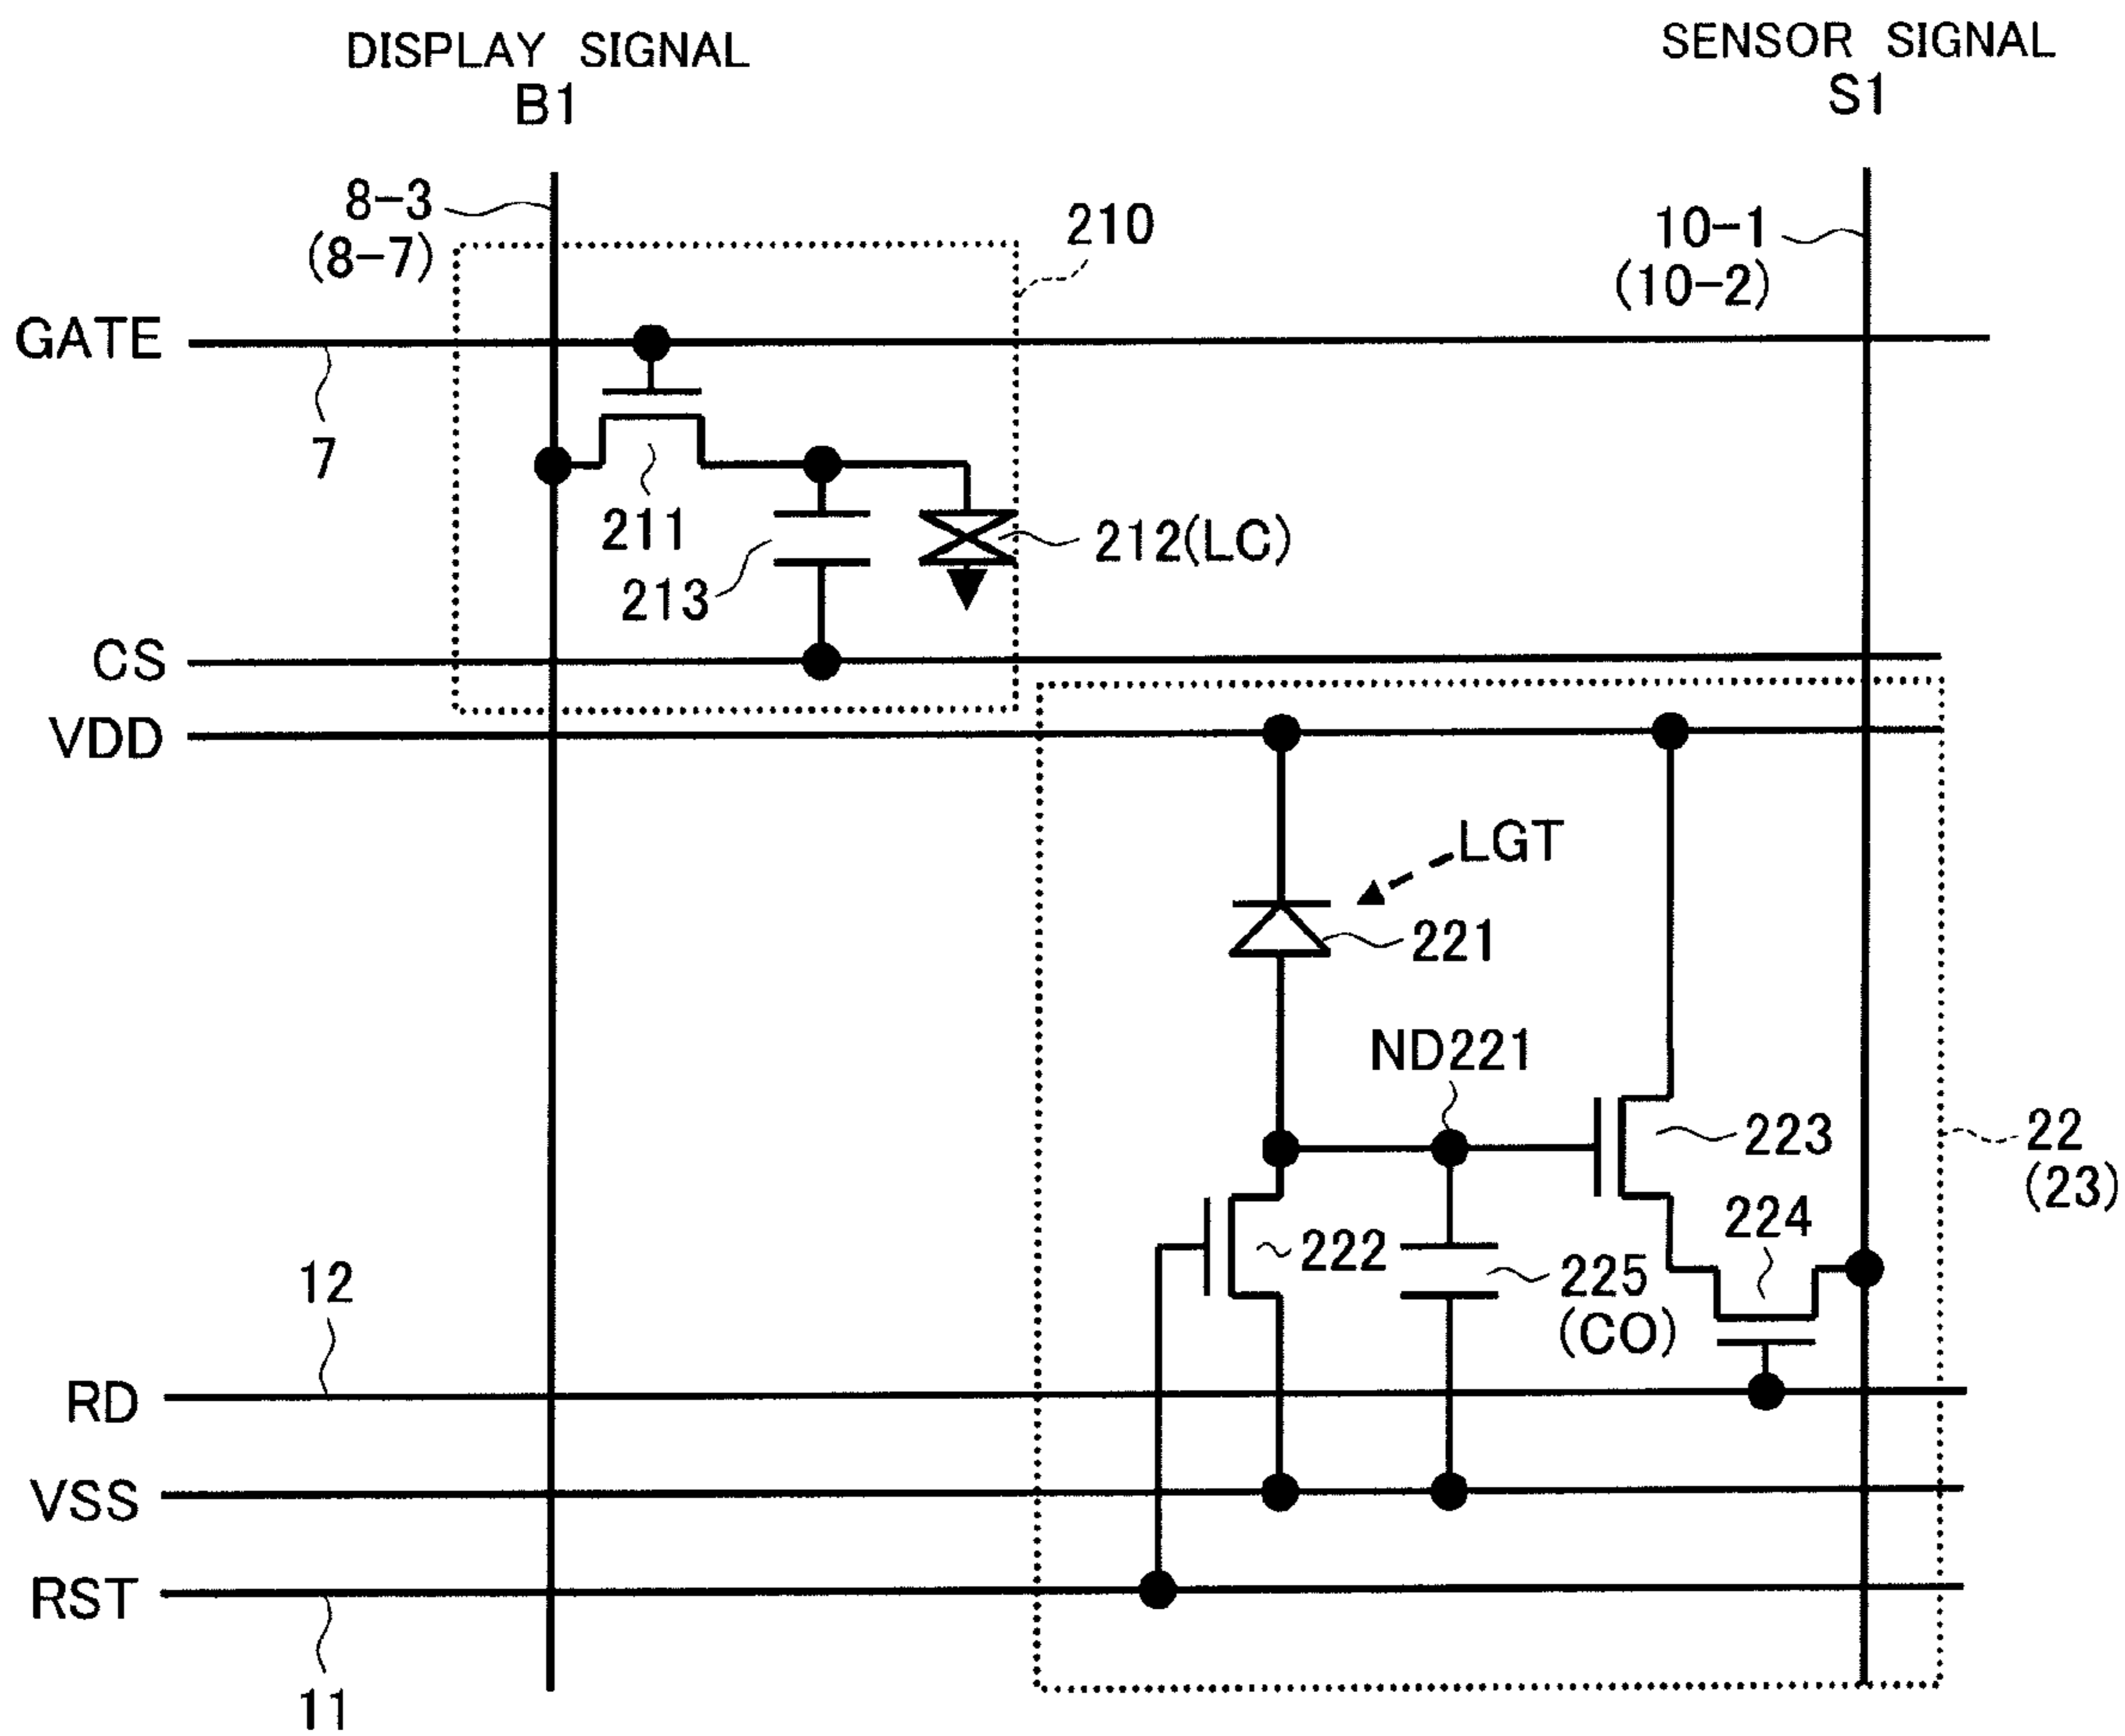 DISPLAY SIGNAL
B1
SENSOR SIGNAL
S1
8-3
(8-7)
210
10-1
(10-2)
GATE
7
211
212(LC)
213
CS
VDD
LGT
221
ND221
223
22
(23)
224
222
225
(CO)
12
RD
VSS
RST
11